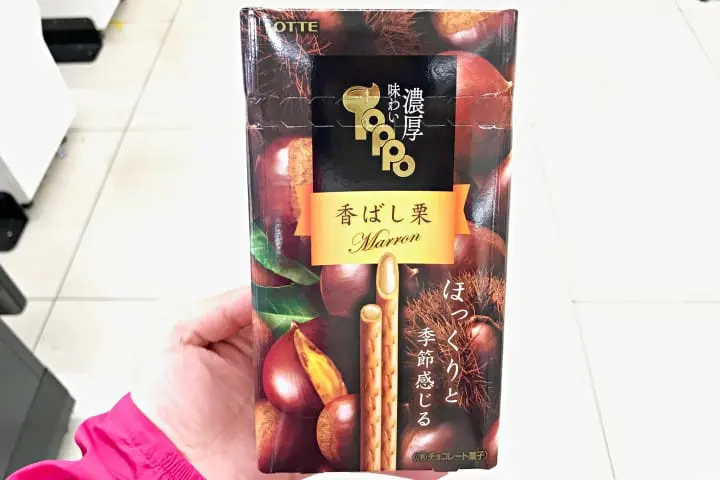 LOTTE
濃厚
味わい
Toppo
香ばし栗
Marron
ほっくりと
季節感じる
㋭チョコレート菓子